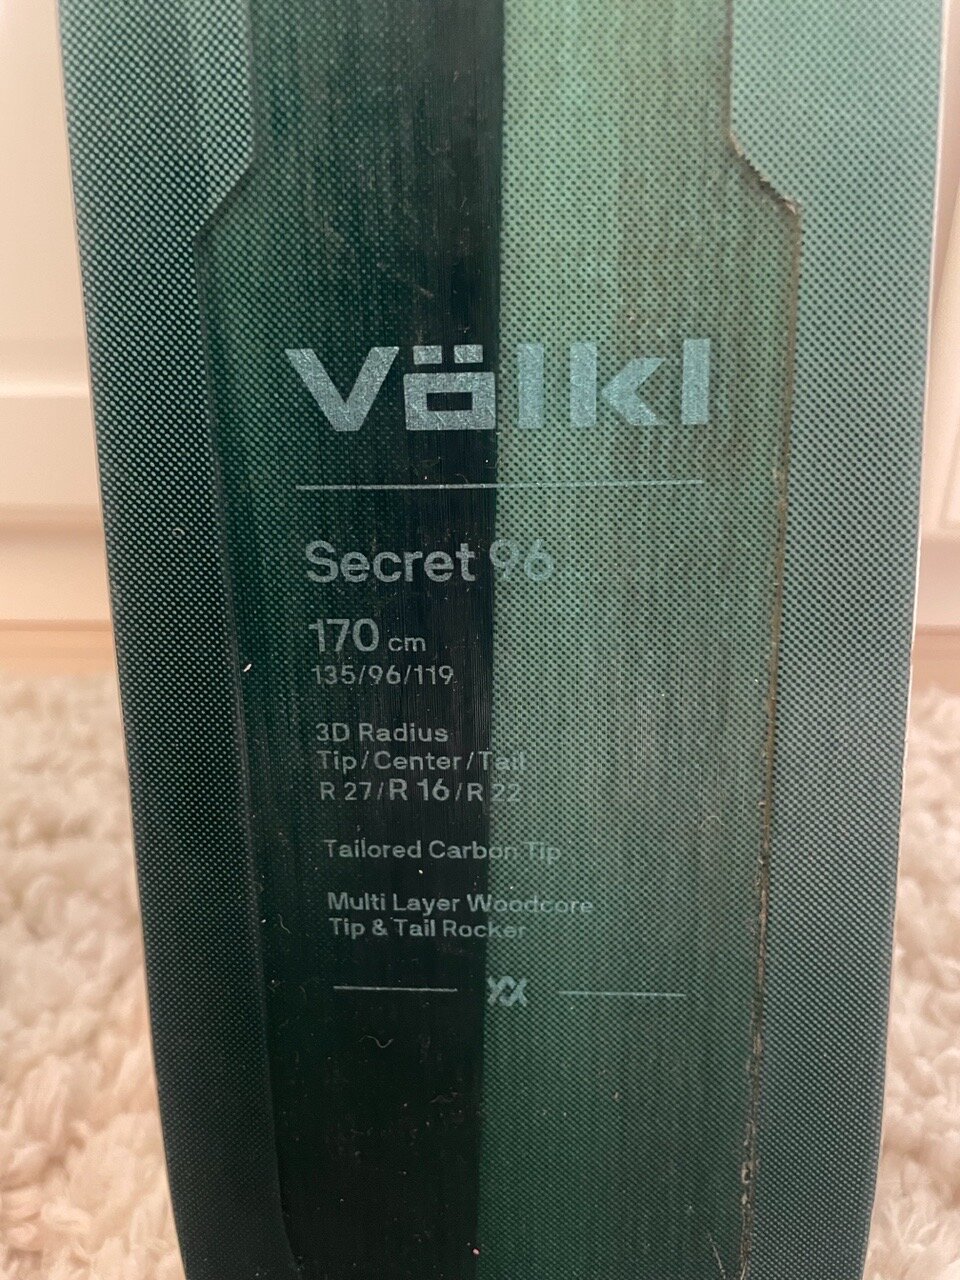 Völkl
Secret 96
170 cm
135/96/119
3D Radius
Tip/Center/Tail
R 27/R 16/R 22
Tailored Carbon Tip
Multi Layer Woodcore
Tip & Tail Rocker